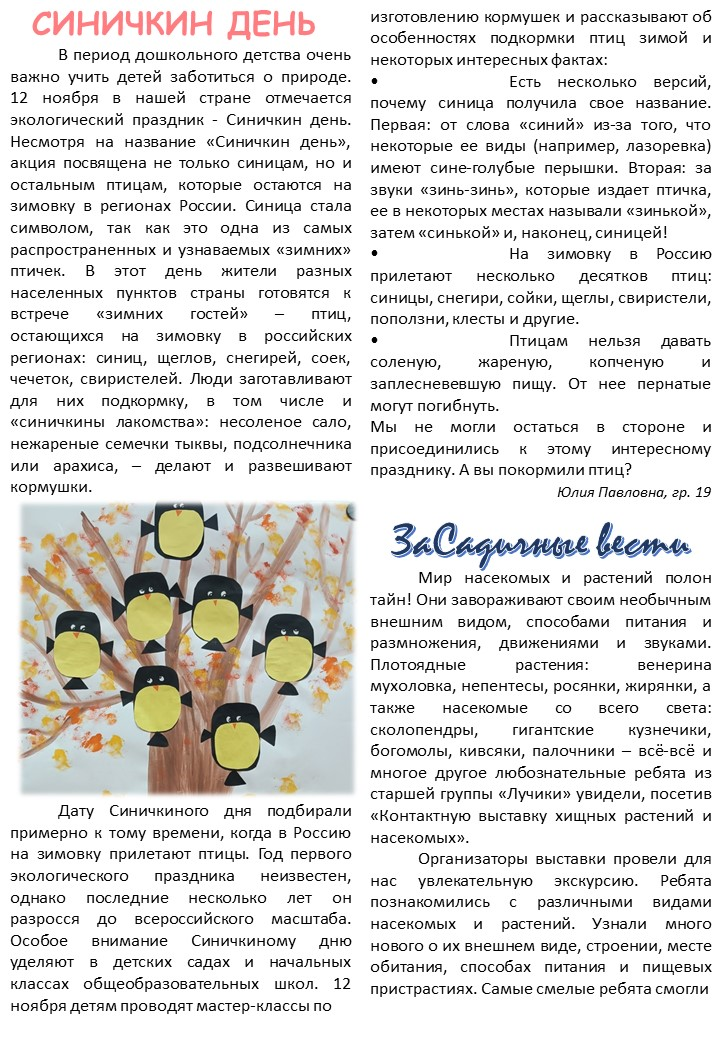 СИНИЧКИН ДЕНЬ
В период дошкольного детства очень
важно учить детей заботиться о природе.
12 ноября в нашей стране отмечается
экологический праздник - Синичкин день.
Несмотря на название «Синичкин день»,
акция посвящена не только синицам, но и
остальным птицам, которые остаются на
зимовку в регионах России. Синица стала
символом, так как это одна из самых
распространенных и узнаваемых «зимних»
птичек. В этот день жители разных
населенных пунктов страны готовятся к
встрече «зимних гостей» – птиц,
остающихся на зимовку в российских
регионах: синиц, щеглов, снегирей, соек,
чечеток, свиристелей. Люди заготавливают
для них подкормку, в том числе и
«синичкины лакомства»: несоленое сало,
нежареные семечки тыквы, подсолнечника
или арахиса, – делают и развешивают
кормушки.
Дату Синичкиного дня подбирали
примерно к тому времени, когда в Россию
на зимовку прилетают птицы. Год первого
экологического праздника неизвестен,
однако последние несколько лет он
разросся до всероссийского масштаба.
Особое внимание Синичкиному дню
уделяют в детских садах и начальных
классах общеобразовательных школ. 12
ноября детям проводят мастер-классы по
изготовлению кормушек и рассказывают об
особенностях подкормки птиц зимой и
некоторых интересных фактах:
• Есть несколько версий,
почему синица получила свое название.
Первая: от слова «синий» из-за того, что
некоторые ее виды (например, лазоревка)
имеют сине-голубые перышки. Вторая: за
звуки «зинь-зинь», которые издает птичка,
ее в некоторых местах называли «зинькой»,
затем «синькой» и, наконец, синицей!
• На зимовку в Россию
прилетают несколько десятков птиц:
синицы, снегири, сойки, щеглы, свиристели,
поползни, клесты и другие.
• Птицам нельзя давать
соленую, жареную, копченую и
заплесневевшую пищу. От нее пернатые
могут погибнуть.
Мы не могли остаться в стороне и
присоединились к этому интересному
празднику. А вы покормили птиц?
Юлия Павловна, гр. 19
ЗаСадичные вести
Мир насекомых и растений полон
тайн! Они завораживают своим необычным
внешним видом, способами питания и
размножения, движениями и звуками.
Плотоядные растения: венерина
мухоловка, непентесы, росянки, жирянки, а
также насекомые со всего света:
сколопендры, гигантские кузнечики,
богомолы, кивсяки, палочники – всё-всё и
многое другое любознательные ребята из
старшей группы «Лучики» увидели, посетив
«Контактную выставку хищных растений и
насекомых».
Организаторы выставки провели для
нас увлекательную экскурсию. Ребята
познакомились с различными видами
насекомых и растений. Узнали много
нового о их внешнем виде, строении, месте
обитания, способах питания и пищевых
пристрастиях. Самые смелые ребята смогли